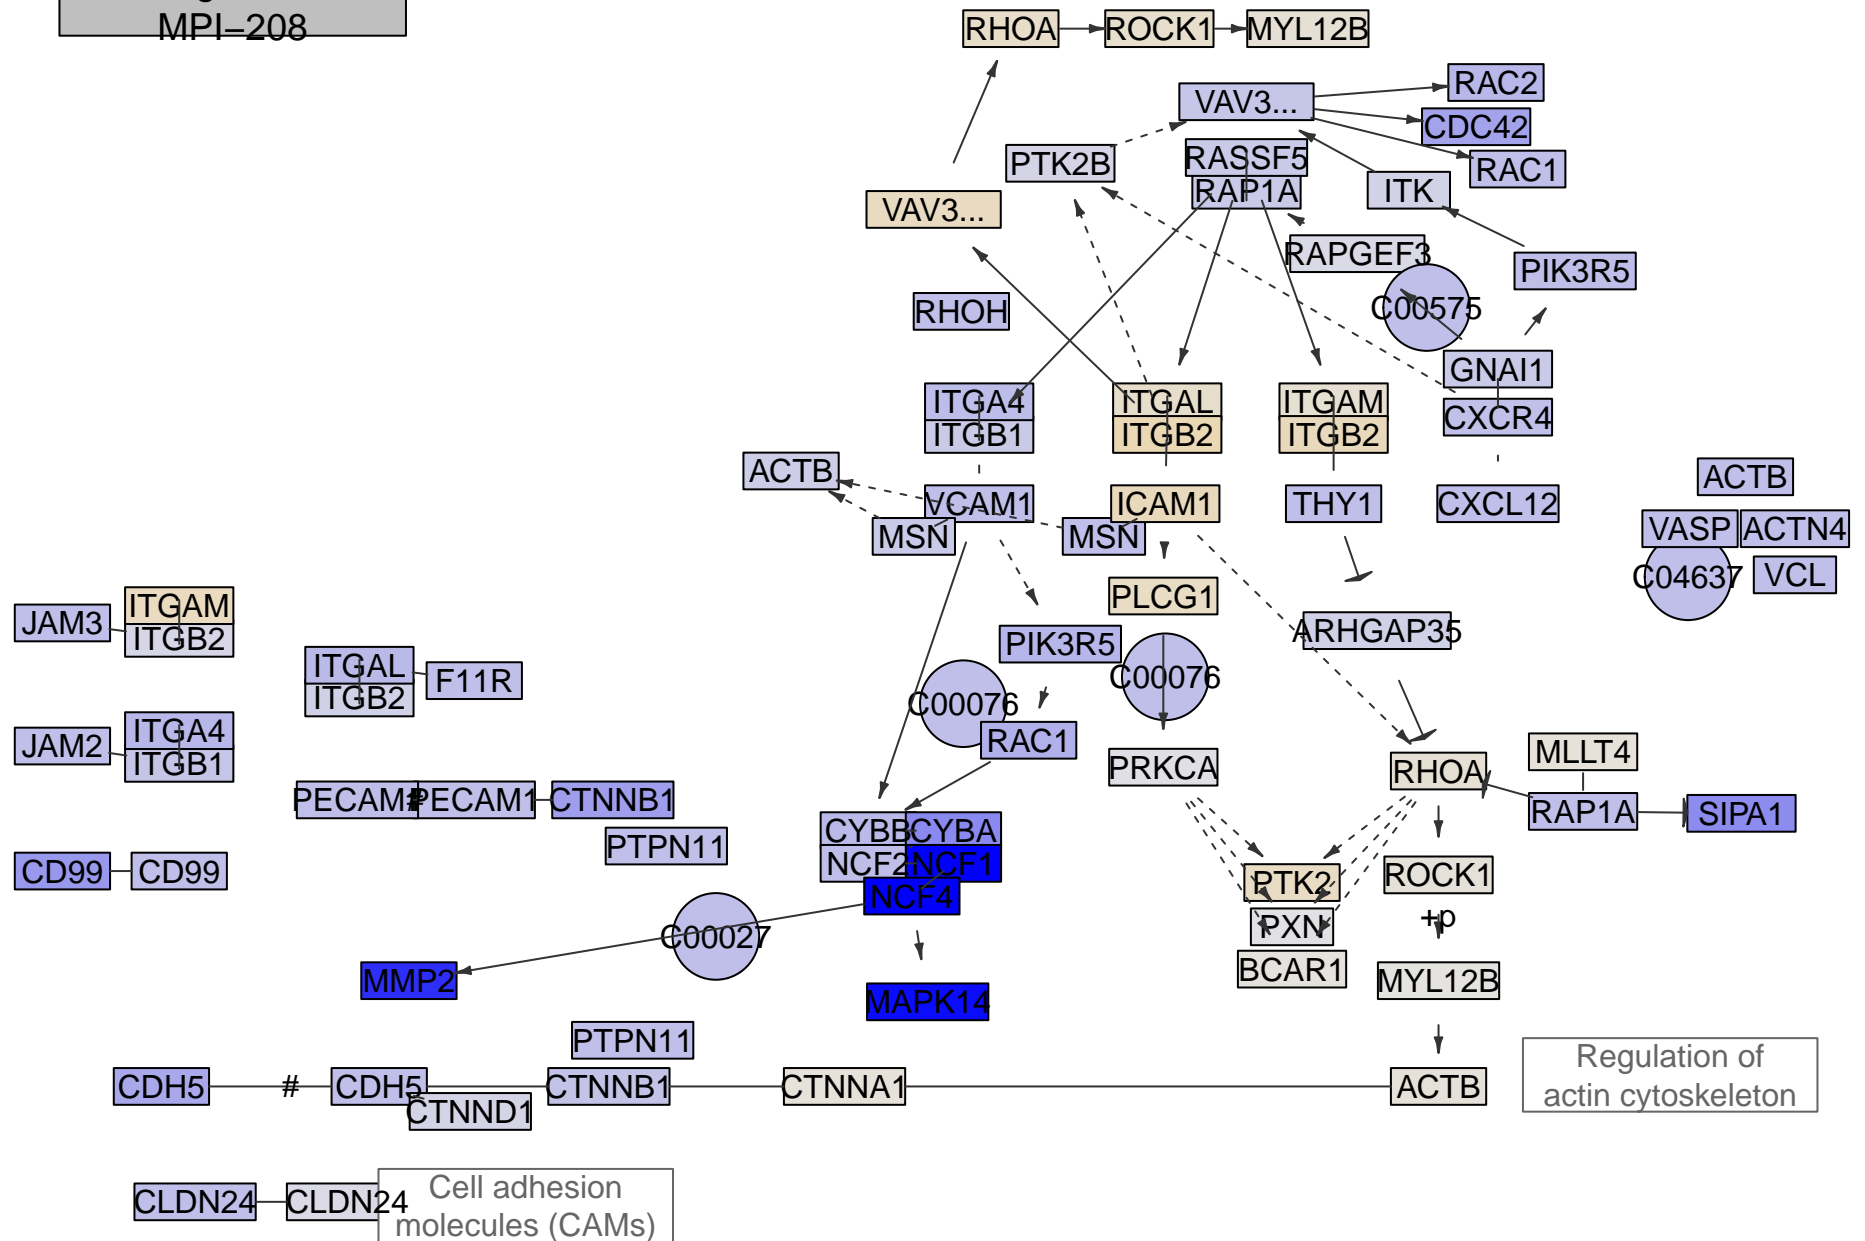 MPI–208
RHOA
ROCK1
MYL12B
RAC2
VAV3...
CDC42
PTK2B
RASSF5
RAC1
RAP1A
ITK
VAV3...
RAPGEF3
PIK3R5
RHOH
C00575
GNAI1
ITGA4
ITGAL
ITGAM
CXCR4
ITGB1
ITGB2
ITGB2
ACTB
ACTB
VCAM1
ICAM1
THY1
CXCL12
MSN
MSN
VASP
ACTN4
C04637
VCL
PLCG1
JAM3
ITGAM
ITGB2
ARHGAP35
PIK3R5
ITGAL
F11R
C00076
ITGB2
C00076
ITGA4
JAM2
ITGB1
RAC1
PRKCA
MLLT4
RHOA
PECAM1
#
PECAM1
CTNNB1
RAP1A
SIPA1
CYBB
CYBA
PTPN11
NCF2
NCF1
CD99
CD99
PTK2
ROCK1
NCF4
+p
PXN
C00027
BCAR1
MMP2
MYL12B
MAPK14
PTPN11
Regulation of
actin cytoskeleton
CDH5
#
CDH5
CTNNB1
CTNNA1
ACTB
CTNND1
CLDN24
CLDN24
Cell adhesion
molecules (CAMs)